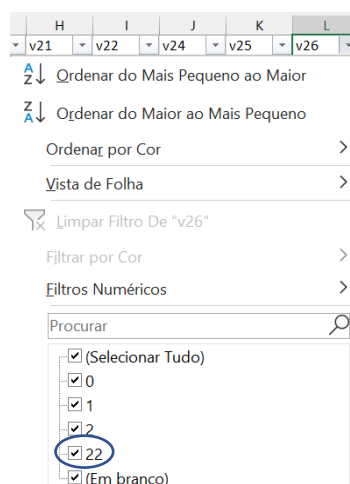 H I J K L
v21 v22 v24 v25 v26
Ordenar do Mais Pequeno ao Maior
Ordenar do Maior ao Mais Pequeno
Ordenar por Cor
Vista de Folha
Limpar Filtro De "v26"
Filtrar por Cor
Filtros Numéricos
Procurar
(Selecionar Tudo)
0
1
2
22
(Em branco)